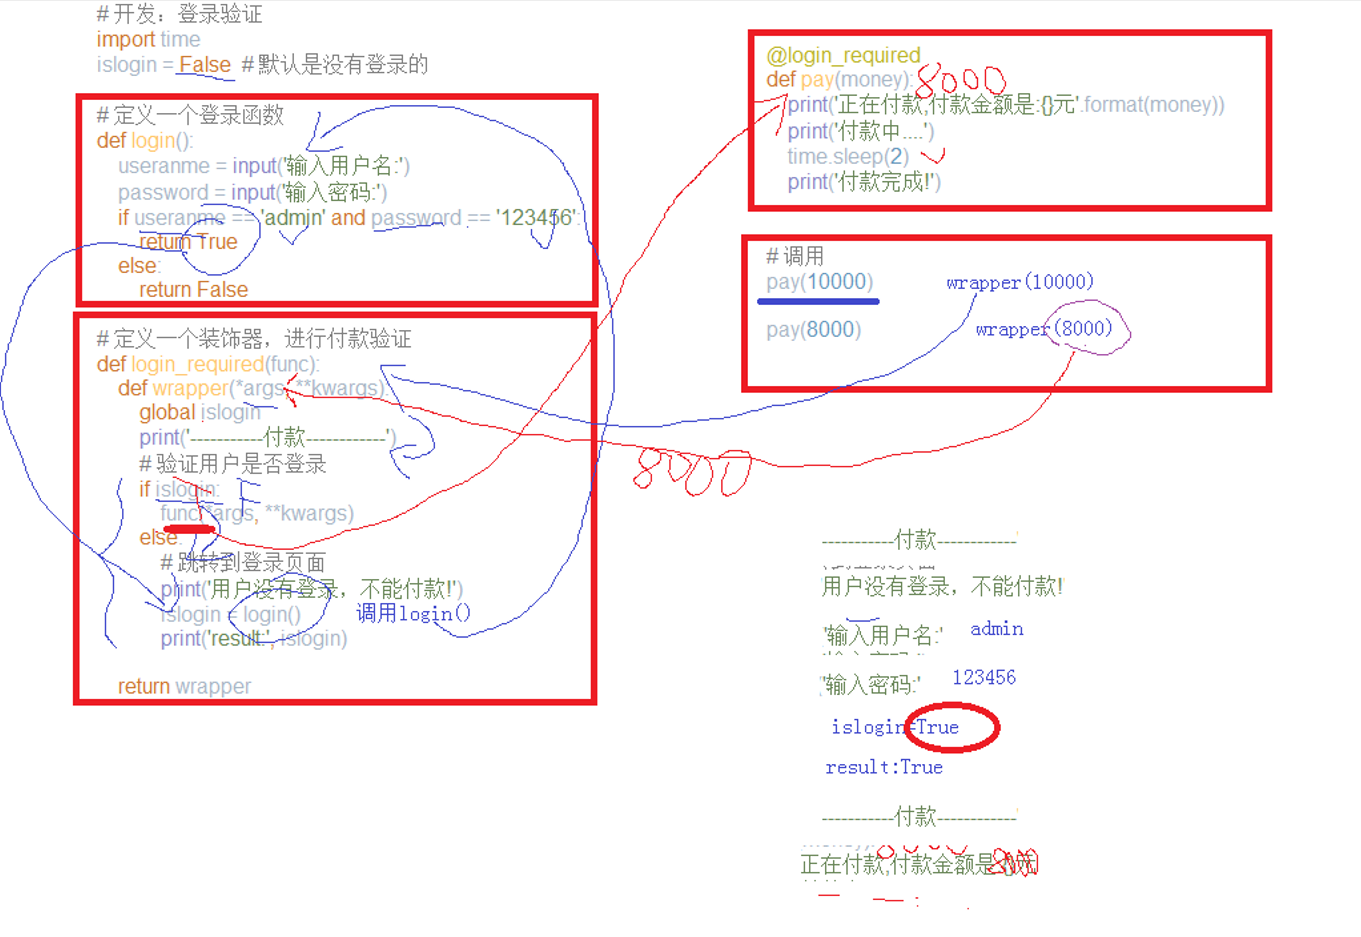 # 开发：登录验证
import time
islogin = False # 默认是没有登录的
# 定义一个登录函数
def login():
useranme = input('输入用户名:')
password = input('输入密码:')
if useranme == 'admin' and password == '123456':
return True
else:
return False
# 定义一个装饰器，进行付款验证
def login_required(func):
def wrapper(*args, **kwargs):
global islogin
print('-----------付款------------')
# 验证用户是否登录
if islogin:
func(*args, **kwargs)
else:
# 跳转到登录页面
print('用户没有登录，不能付款!')
islogin = login() 调用login()
print('result:', islogin)
return wrapper
@login_required
def pay(money): 8000
print('正在付款,付款金额是:{}元'.format(money))
print('付款中....')
time.sleep(2)
print('付款完成!')
# 调用
pay(10000) wrapper(10000)
pay(8000) wrapper(8000)
8000
-----------付款------------'
'用户没有登录，不能付款!'
'输入用户名:' admin
'输入密码:' 123456
islogin=True
result:True
-----------付款------------'
正在付款,付款金额是 8000